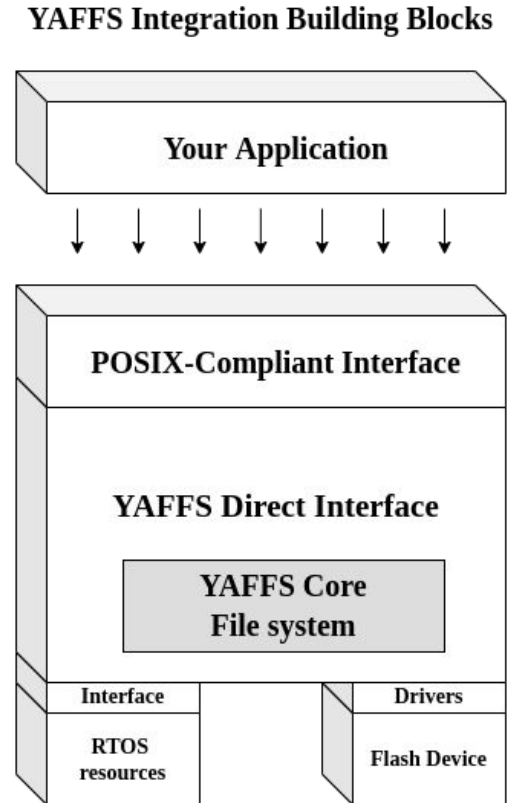 YAFFS Integration Building Blocks
Your Application
POSIX-Compliant Interface
YAFFS Direct Interface
YAFFS Core
File system
Interface
RTOS
resources
Drivers
Flash Device